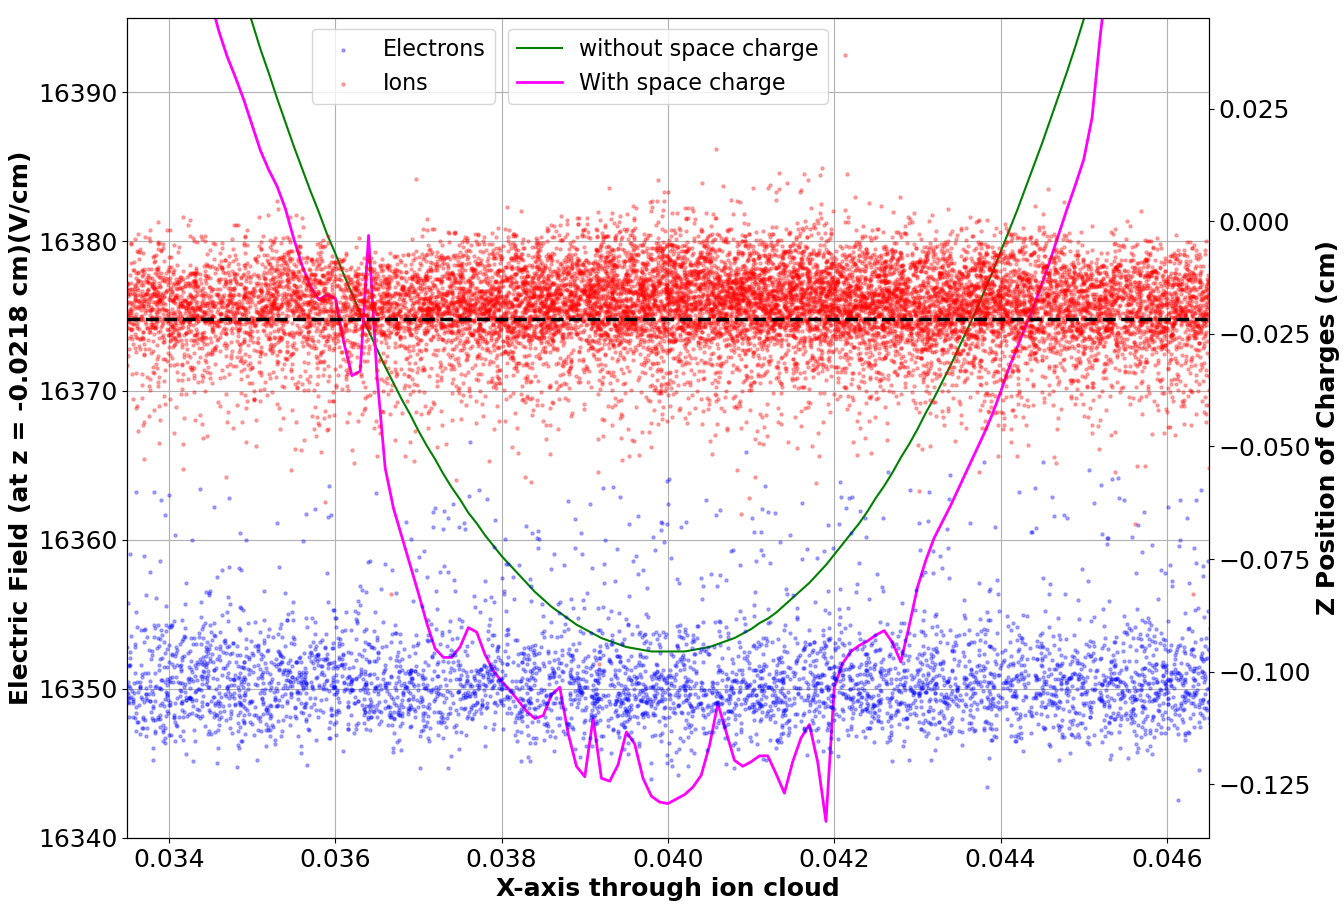 Electrons
Ions
without space charge
With space charge
Electric Field (at z = -0.0218 cm)(V/cm)
16390
16380
16370
16360
16350
16340
0.025
0.000
−0.025
−0.050
−0.075
−0.100
−0.125
Z Position of Charges (cm)
0.034 0.036 0.038 0.040 0.042 0.044 0.046
X-axis through ion cloud